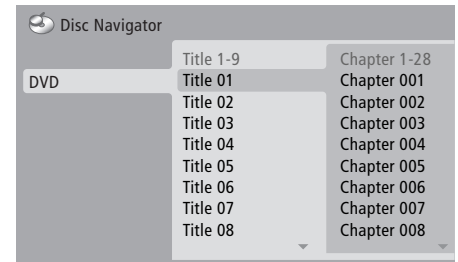 Disc Navigator
DVD
Title 1-9
Title 01
Title 02
Title 03
Title 04
Title 05
Title 06
Title 07
Title 08
Chapter 1-28
Chapter 001
Chapter 002
Chapter 003
Chapter 004
Chapter 005
Chapter 006
Chapter 007
Chapter 008